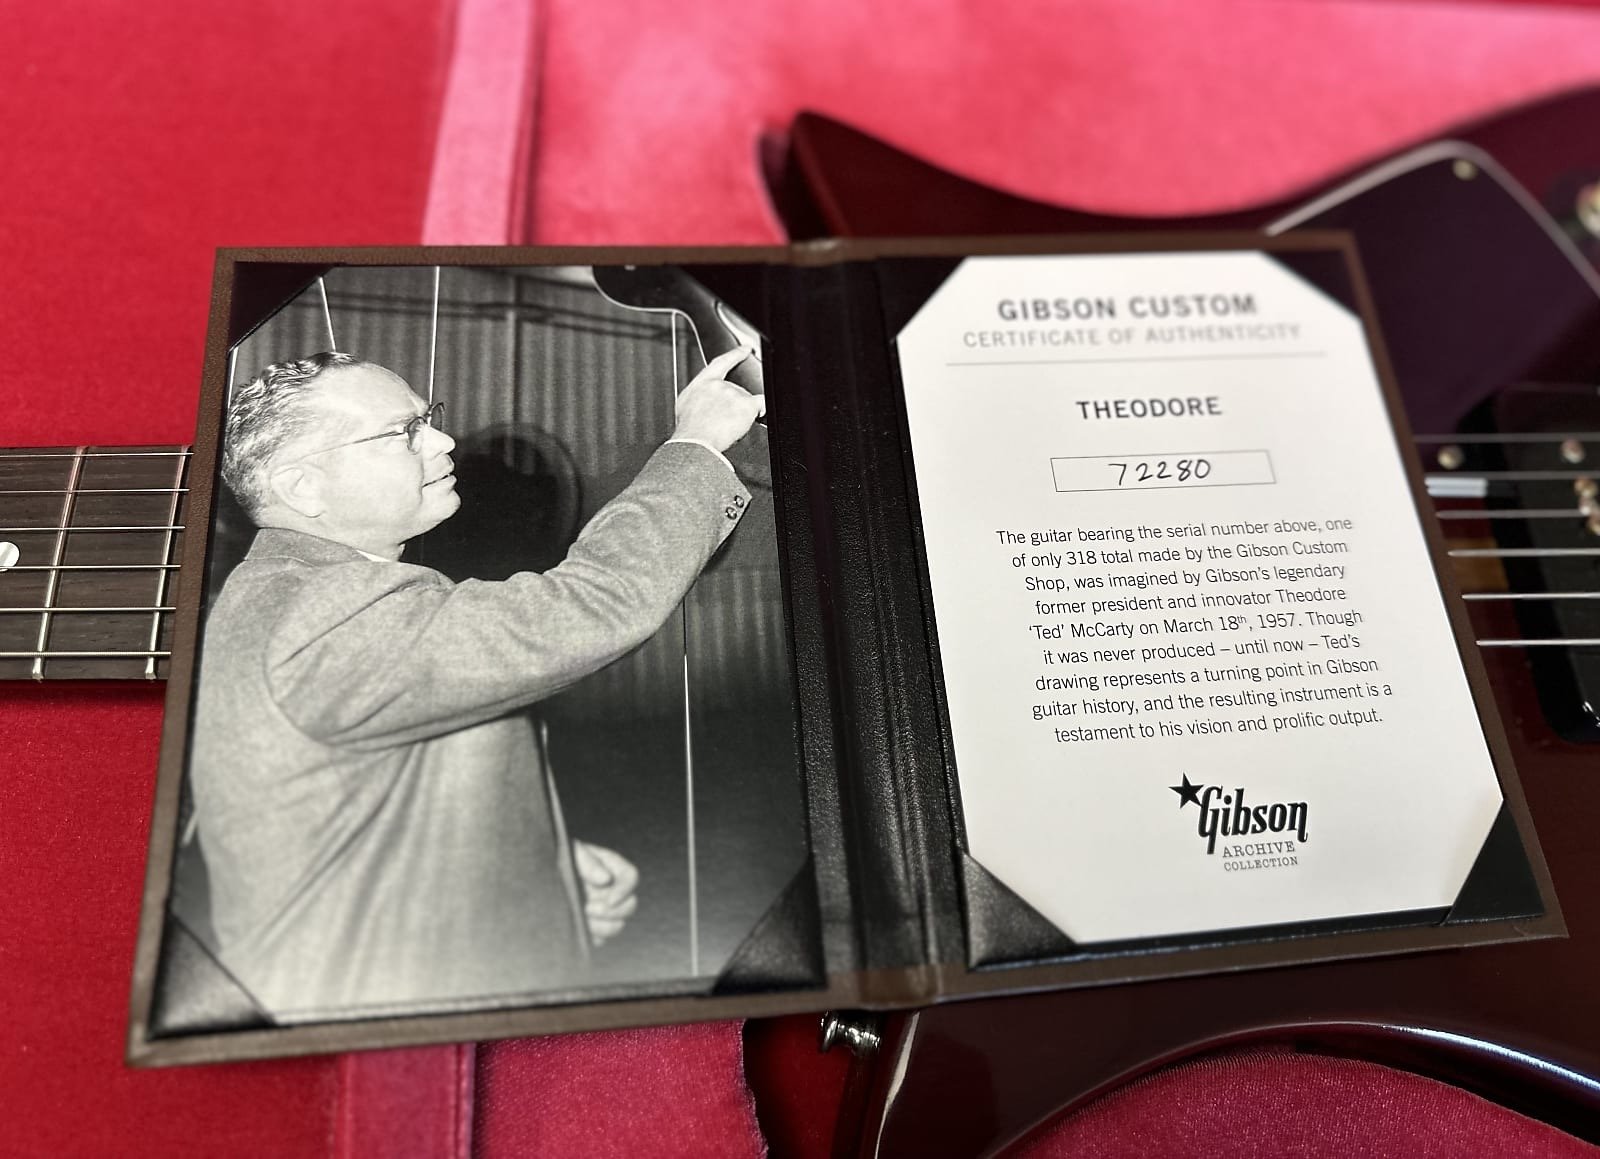 GIBSON CUSTOM
CERTIFICATE OF AUTHENTICITY
THEODORE
72280
The guitar bearing the serial number above, one
of only 318 total made by the Gibson Custom
Shop, was imagined by Gibson's legendary
former president and innovator Theodore
‘Ted’ McCarty on March 18th, 1957. Though
it was never produced – until now – Ted's
drawing represents a turning point in Gibson
guitar history, and the resulting instrument is a
testament to his vision and prolific output.
Gibson
ARCHIVE
COLLECTION